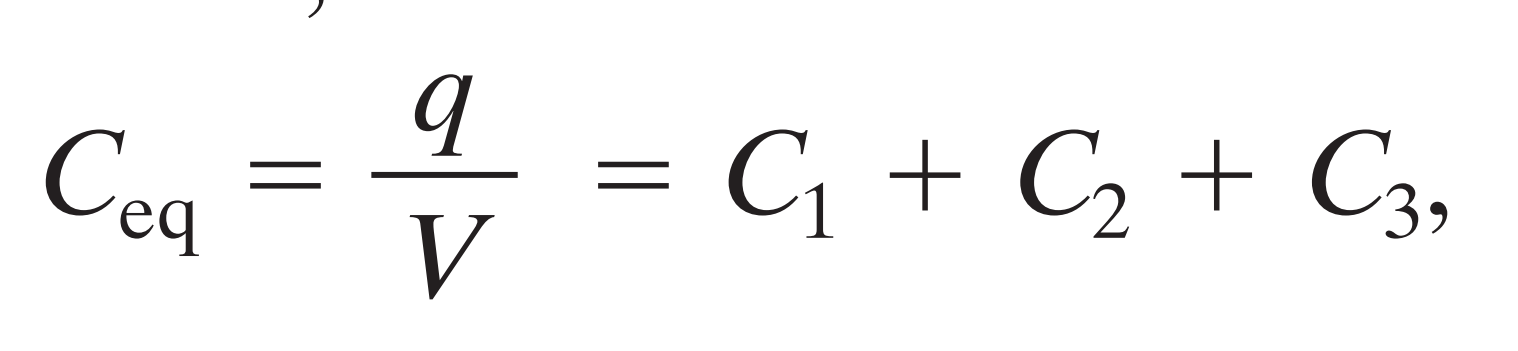 C_eq = q/V = C_1 + C_2 + C_3,